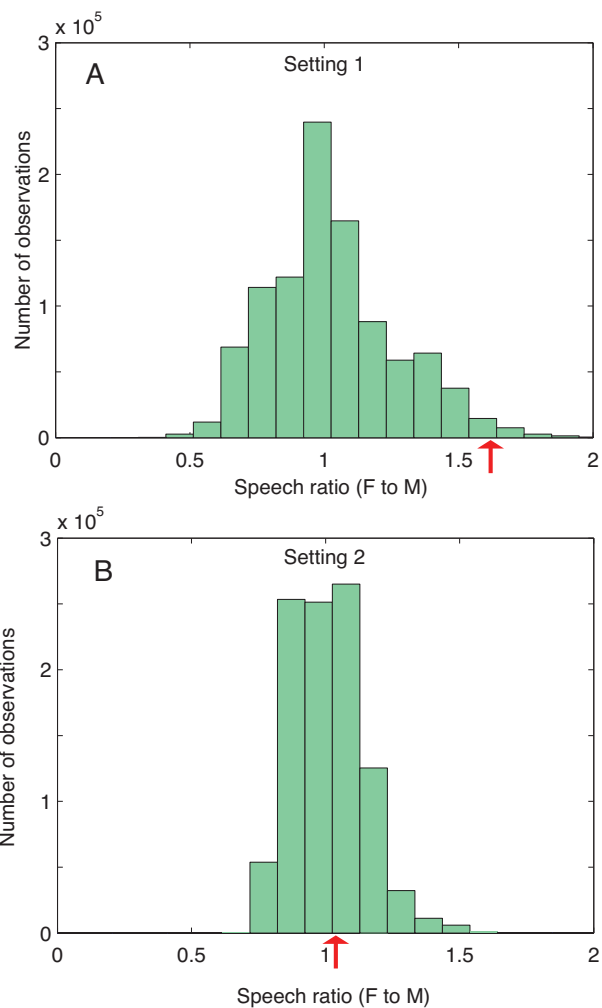 x 10^5
3
A
Setting 1
2
Number of observations
1
0
0 0.5 1 1.5 2
Speech ratio (F to M)
x 10^5
3
B
Setting 2
2
Number of observations
1
0
0 0.5 1 1.5 2
Speech ratio (F to M)